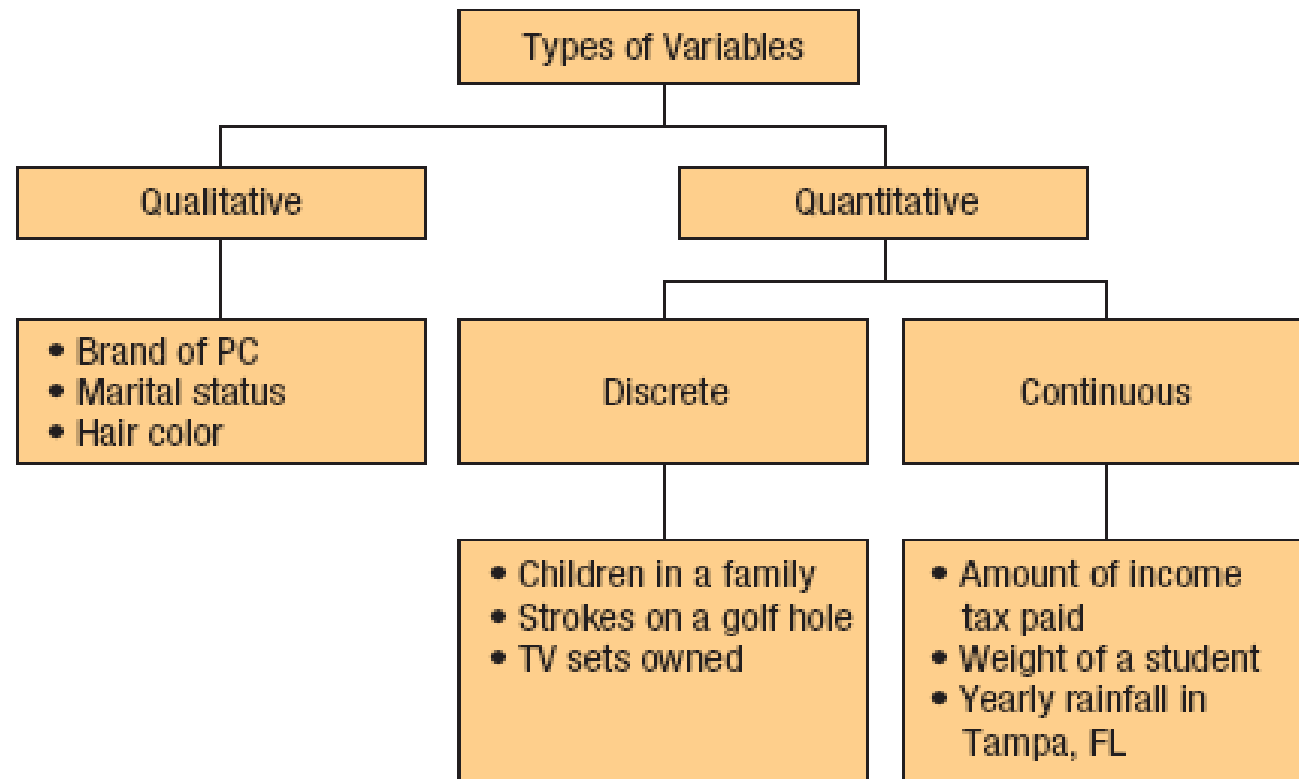 Types of Variables
Qualitative
Quantitative
• Brand of PC
• Marital status
• Hair color
Discrete
Continuous
• Children in a family
• Strokes on a golf hole
• TV sets owned
• Amount of income
tax paid
• Weight of a student
• Yearly rainfall in
Tampa, FL